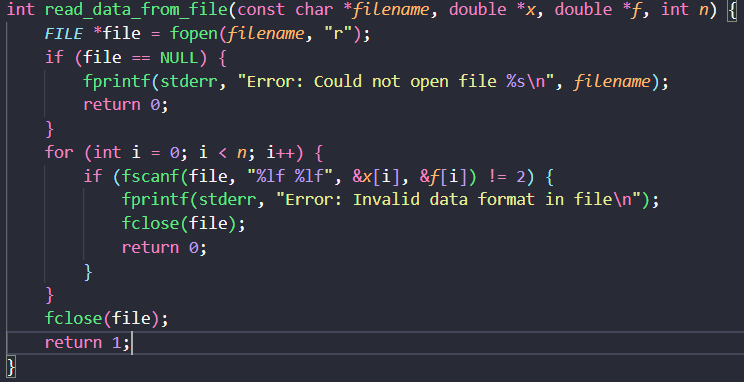 int read_data_from_file(const char *filename, double *x, double *f, int n) {
    FILE *file = fopen(filename, "r");
    if (file == NULL) {
        fprintf(stderr, "Error: Could not open file %s\n", filename);
        return 0;
    }
    for (int i = 0; i < n; i++) {
        if (fscanf(file, "%lf %lf", &x[i], &f[i]) != 2) {
            fprintf(stderr, "Error: Invalid data format in file\n");
            fclose(file);
            return 0;
        }
    }
    fclose(file);
    return 1;
}